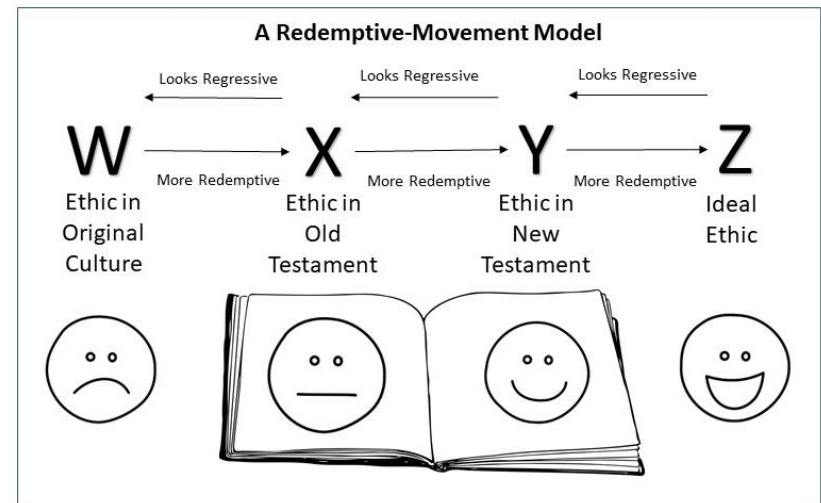 A Redemptive-Movement Model
Looks Regressive
Looks Regressive
Looks Regressive
W
X
Y
Z
More Redemptive
More Redemptive
More Redemptive
Ethic in
Original
Culture
Ethic in
Old
Testament
Ethic in
New
Testament
Ideal
Ethic